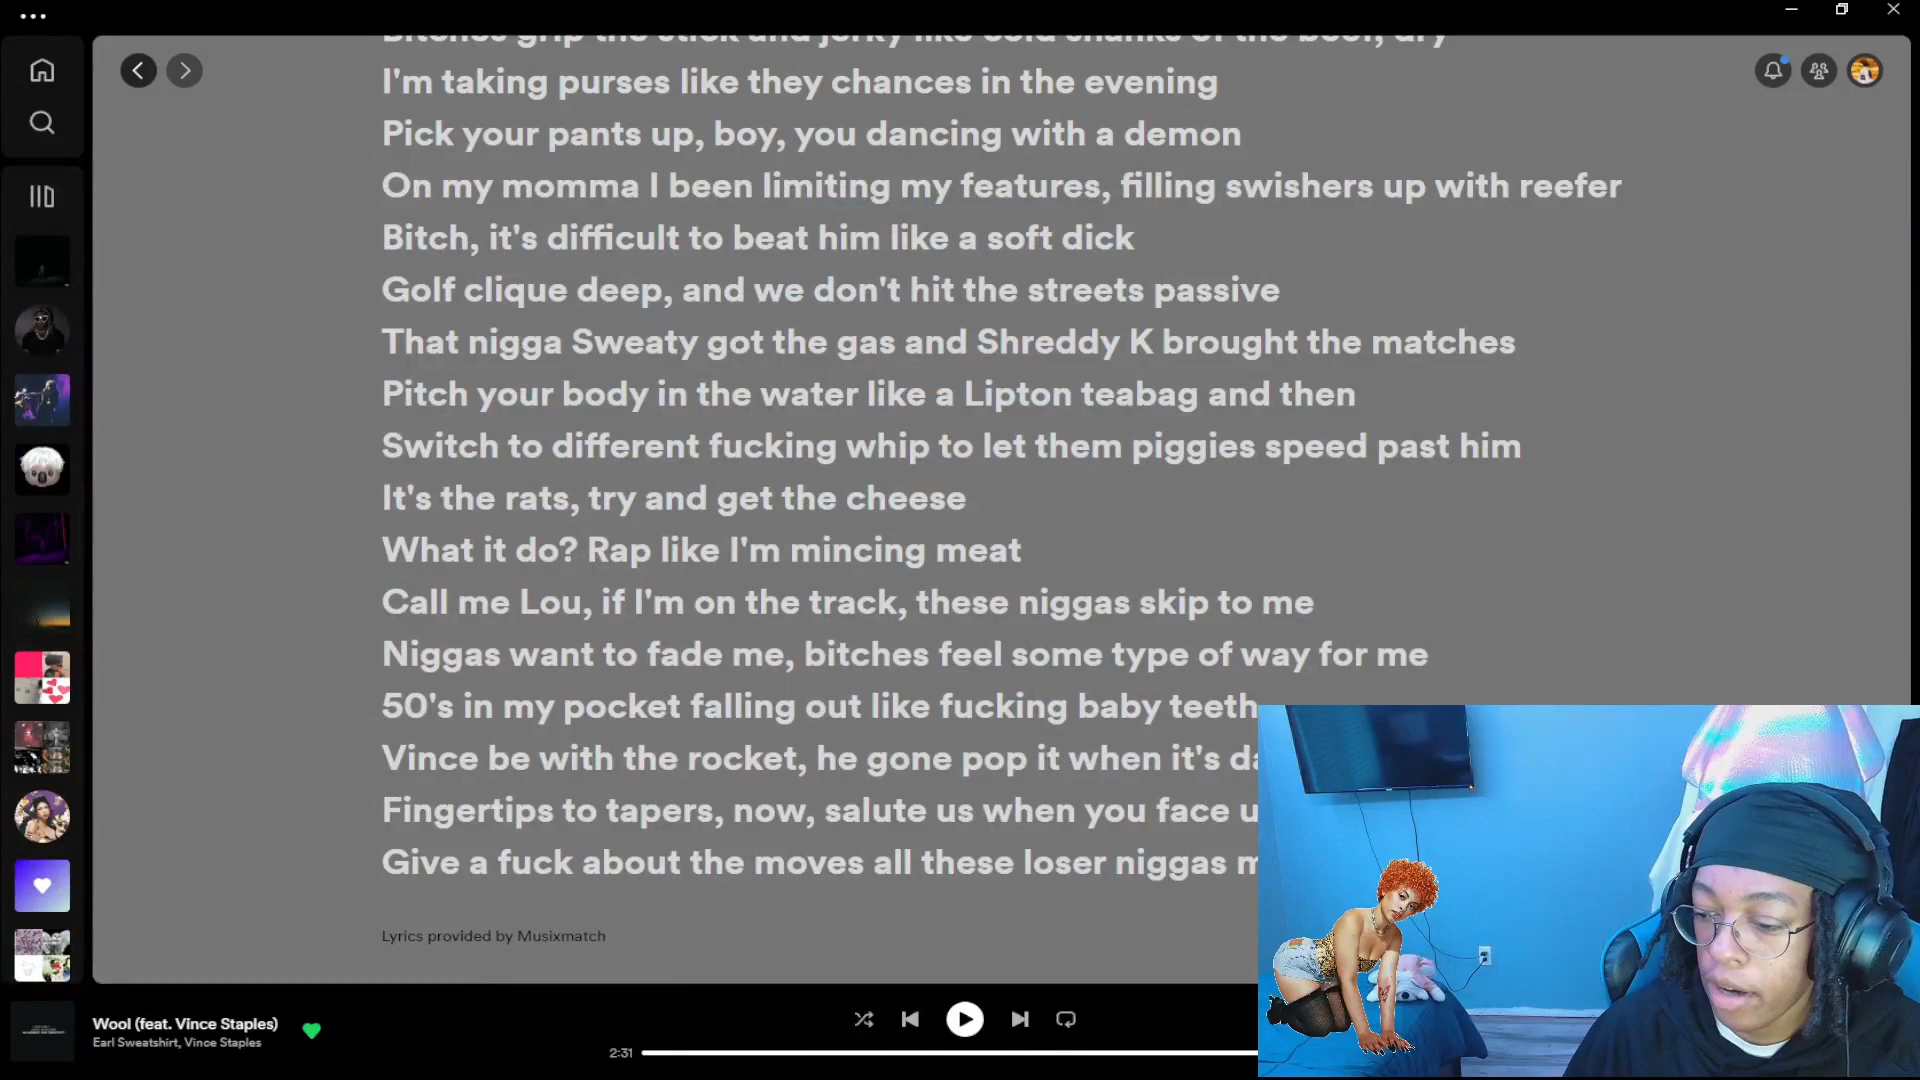 I'm taking purses like they chances in the evening
Pick your pants up, boy, you dancing with a demon
On my momma I been limiting my features, filling swishers up with reefer
Bitch, it's difficult to beat him like a soft dick
Golf clique deep, and we don't hit the streets passive
That nigga Sweaty got the gas and Shreddy K brought the matches
Pitch your body in the water like a Lipton teabag and then
Switch to different fucking whip to let them piggies speed past him
It's the rats, try and get the cheese
What it do? Rap like I'm mincing meat
Call me Lou, if I'm on the track, these niggas skip to me
Niggas want to fade me, bitches feel some type of way for me
50's in my pocket falling out like fucking baby teeth
Vince be with the rocket, he gone pop it when it's
Fingertips to tapers, now, salute us when you face
Give a fuck about the moves all these loser niggas
Lyrics provided by Musixmatch
Wool (feat. Vince Staples)
Earl Sweatshirt, Vince Staples
2:31